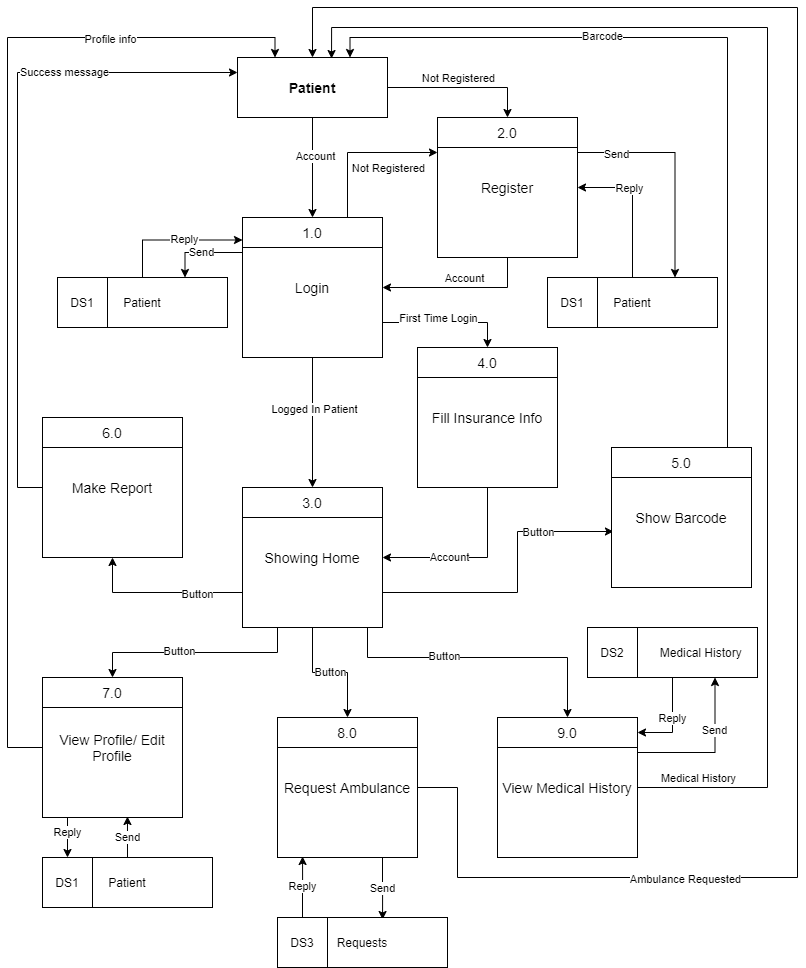 Profile info
Barcode
Success message
Patient
Not Registered
2.0
Register
Account
Not Registered
Send
Reply
1.0
Login
Reply
Send
DS1
Patient
Account
DS1
Patient
First Time Login
4.0
Fill Insurance Info
Logged In Patient
6.0
Make Report
5.0
Show Barcode
3.0
Showing Home
Account
Button
Button
Button
Button
Button
DS2
Medical History
7.0
View Profile/ Edit
Profile
8.0
Request Ambulance
9.0
View Medical History
Reply
Send
Medical History
Reply
Send
DS1
Patient
Reply
Send
Ambulance Requested
DS3
Requests